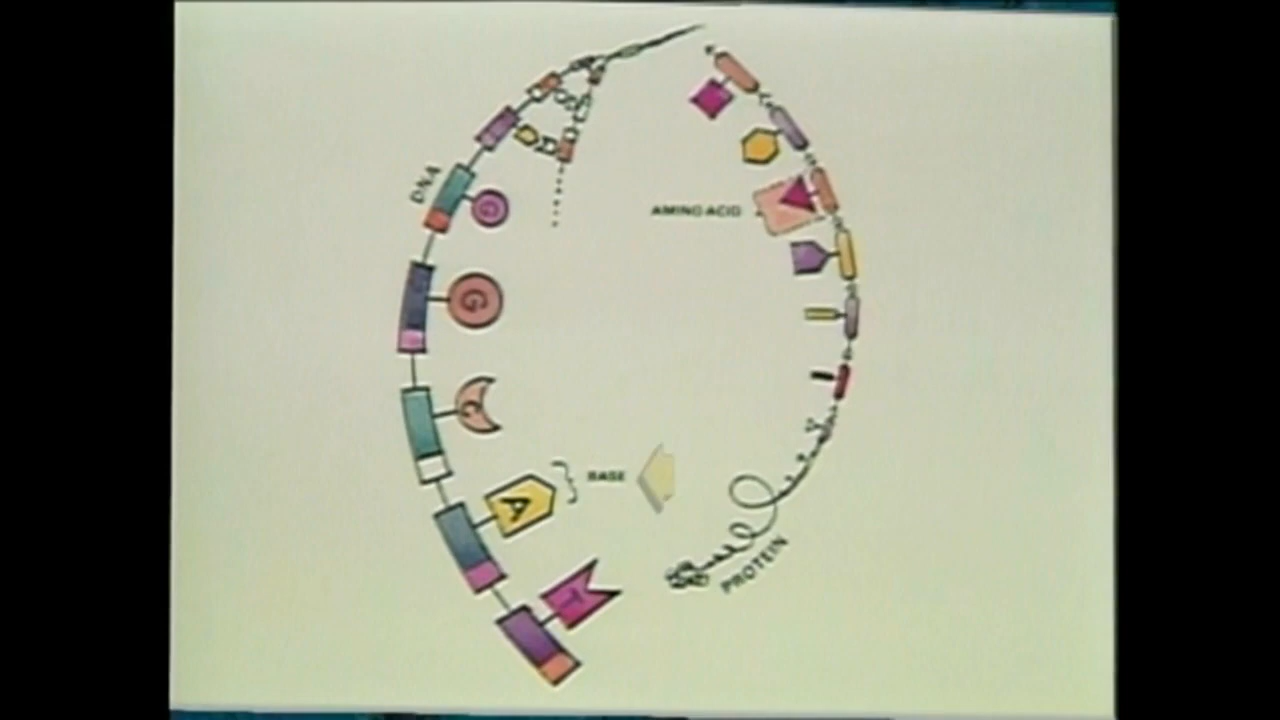 DNA
G
G
C
A
T
BASE
AMINO ACID
PROTEIN